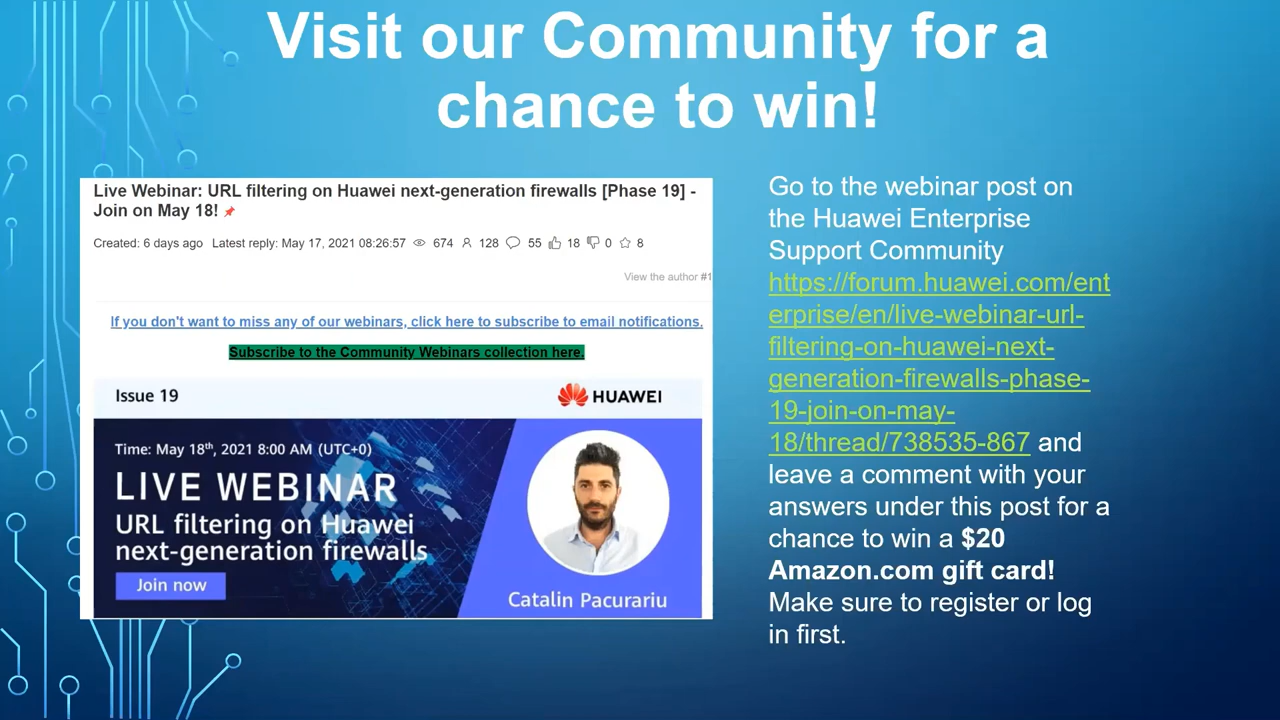 Visit our Community for a
chance to win!
Live Webinar: URL filtering on Huawei next-generation firewalls [Phase 19] -
Join on May 18!
Created: 6 days ago Latest reply: May 17, 2021 08:26:57 674 128 55 18 0 8
View the author #1
If you don't want to miss any of our webinars, click here to subscribe to email notifications.
Subscribe to the Community Webinars collection here.
Issue 19
HUAWEI
Time: May 18th, 2021 8:00 AM (UTC+0)
LIVE WEBINAR
URL filtering on Huawei
next-generation firewalls
Join now
Catalin Pacurariu
Go to the webinar post on
the Huawei Enterprise
Support Community
https://forum.huawei.com/ent
erprise/en/live-webinar-url-
filtering-on-huawei-next-
generation-firewalls-phase-
19-join-on-may-
18/thread/738535-867 and
leave a comment with your
answers under this post for a
chance to win a $20
Amazon.com gift card!
Make sure to register or log
in first.